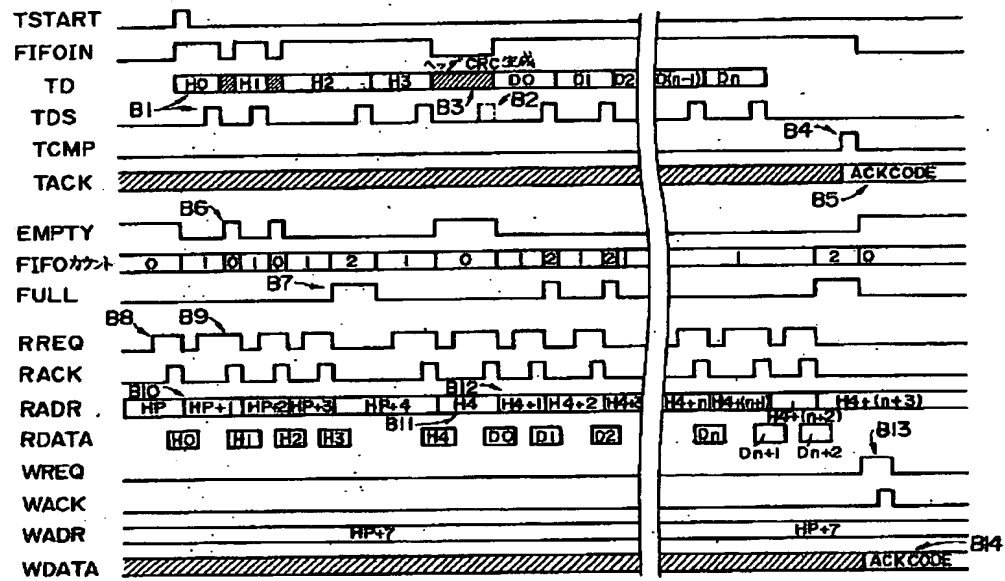 TSTART
FIFOIN
ヘッダCRC生成
TD H0 H1 H2 H3 D0 D1 D2 D(n-1) Dn
B1 B3 B2
TDS
B4
TCMP
TACK ACKCODE
B5
B6
EMPTY
FIFOカウント 0 1 0 1 0 1 2 1 0 1 2 1 2 1 2 0
B7
FULL
B8 B9
RREQ
RACK
B10 B12
RADR HP HP+1 HP+2 HP+3 HP+4 H4 H4+1 H4+2 H4+3 H4+n H4+(n+1) H4+(n+3)
B11 H4+(n+2)
RDATA H0 H1 H2 H3 H4 D0 D1 D2 Dn
Dn+1 Dn+2 B13
WREQ
WACK
WADR HP+7 HP+7
B14
WDATA ACKCODE